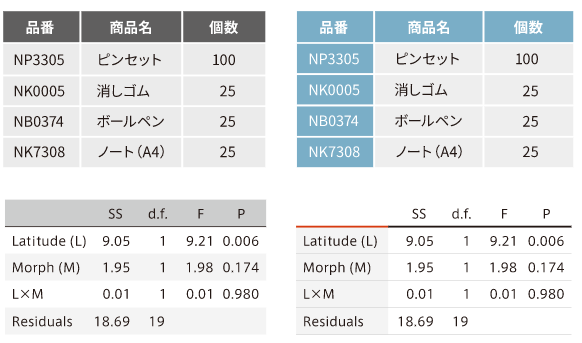 品番 商品名 個数
NP3305 ピンセット 100
NK0005 消しゴム 25
NB0374 ボールペン 25
NK7308 ノート（A4） 25
品番 商品名 個数
NP3305 ピンセット 100
NK0005 消しゴム 25
NB0374 ボールペン 25
NK7308 ノート（A4） 25
SS d.f. F P
Latitude (L) 9.05 1 9.21 0.006
Morph (M) 1.95 1 1.98 0.174
L×M 0.01 1 0.01 0.980
Residuals 18.69 19
SS d.f. F P
Latitude (L) 9.05 1 9.21 0.006
Morph (M) 1.95 1 1.98 0.174
L×M 0.01 1 0.01 0.980
Residuals 18.69 19